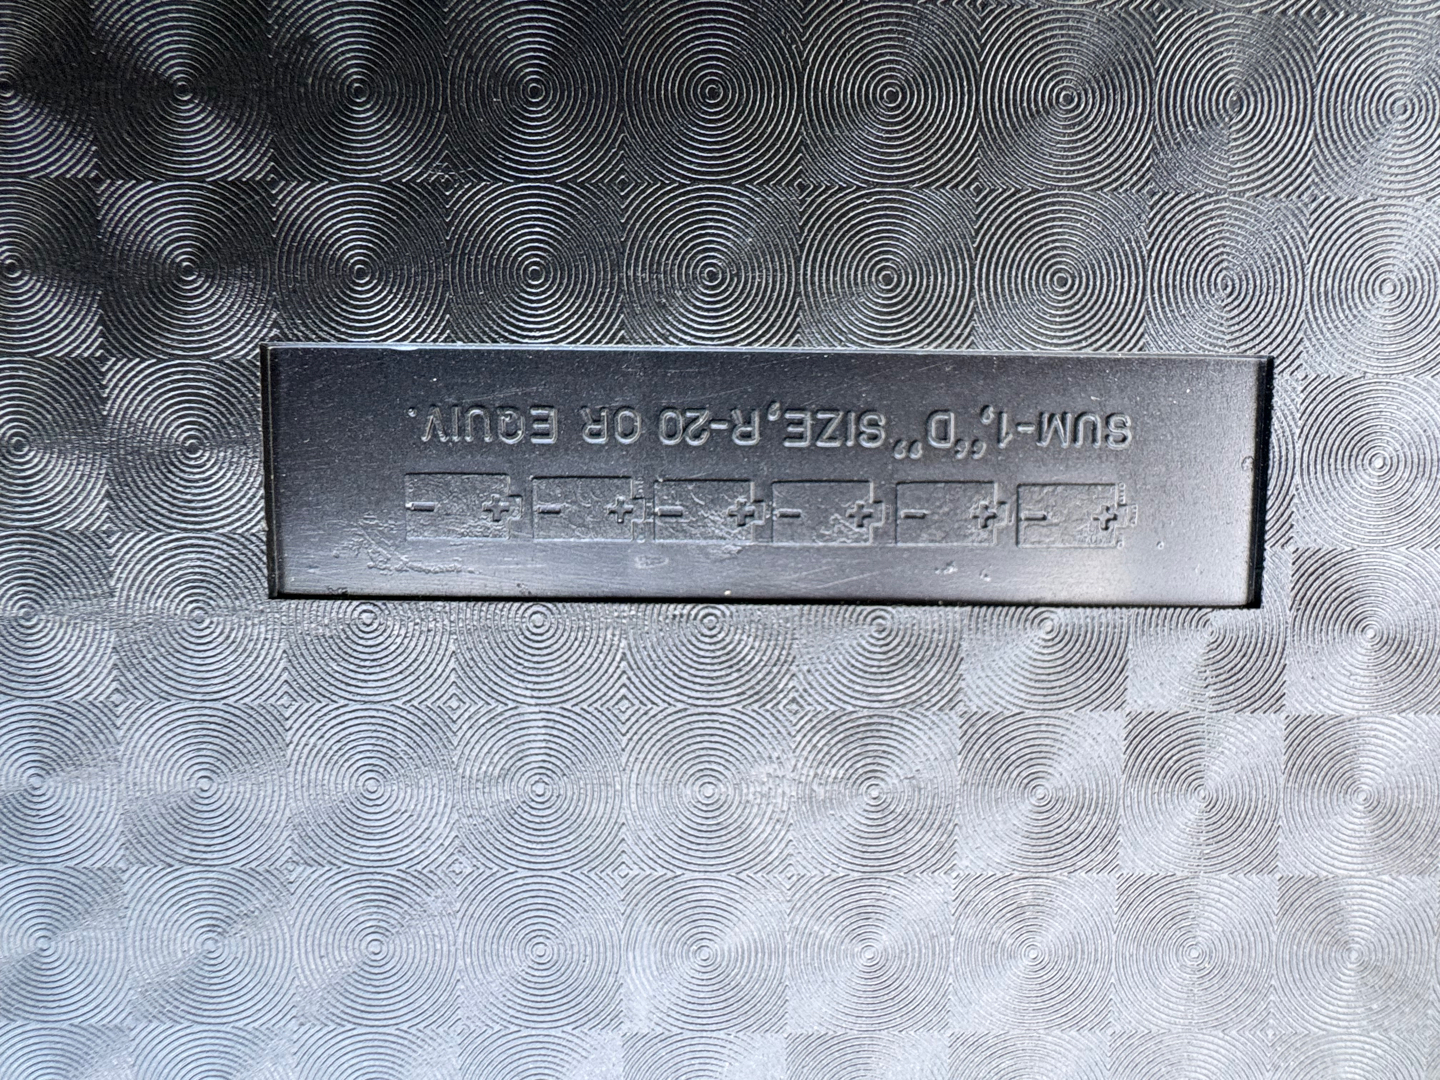 SUM-1, “D” SIZE, R-20 OR EQUIV.
+ - + - + - + - + - + -